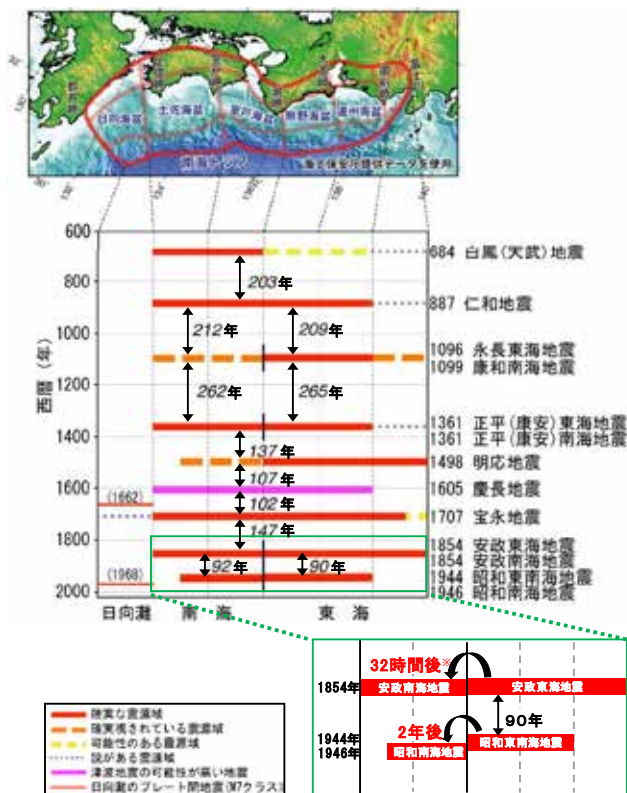 日向海盆
土佐海盆
室戸海盆
熊野海盆
遠州海盆
南海トラフ
海上保安庁提供データを使用
西暦(年)
600
800
1000
1200
1400
1600
1800
2000
203年
212年
209年
262年
265年
137年
107年
102年
147年
92年
90年
(1662)
(1968)
684 白鳳(天武)地震
887 仁和地震
1096 永長東海地震
1099 康和南海地震
1361 正平(康安)東海地震
1361 正平(康安)南海地震
1498 明応地震
1605 慶長地震
1707 宝永地震
1854 安政東海地震
1854 安政南海地震
1944 昭和東南海地震
1946 昭和南海地震
日向灘 南海 東海
確実な震源域
確実視されている震源域
可能性のある震源域
説がある震源域
津波地震の可能性が高い地震
日向灘のプレート間地震(M7クラス)
32時間後※
1854年 安政南海地震 安政東海地震
90年
2年後
1944年 昭和東南海地震
1946年 昭和南海地震